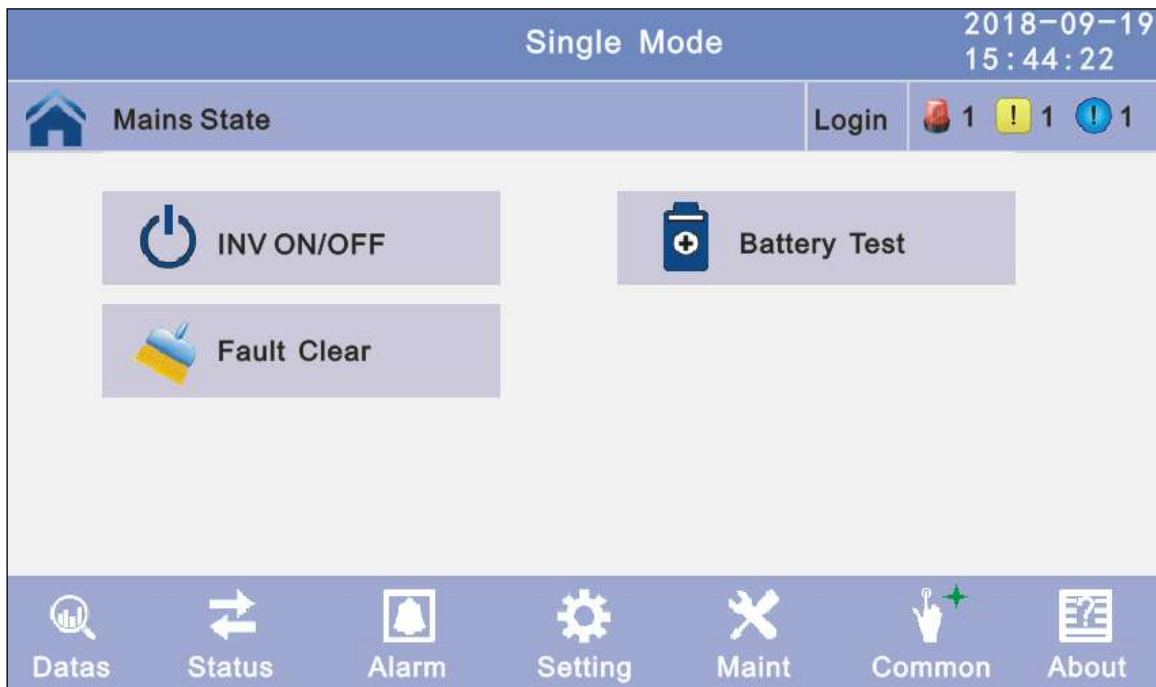 Single Mode
2018-09-19
15:44:22
Mains State
Login
1
! 1
! 1
INV ON/OFF
Battery Test
Fault Clear
Datas
Status
Alarm
Setting
Maint
Common
?
About